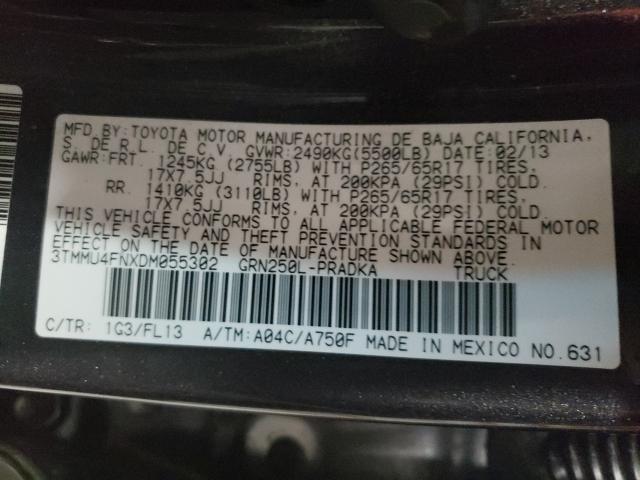 MFD BY: TOYOTA MOTOR MANUFACTURING DE BAJA CALIFORNIA,
S. DE R.L. DE C.V. GVWR:2490KG(5500LB) DATE:02/13
GAWR:FRT. 1245KG (2755LB) WITH P265/65R17 TIRES,
17X7.5JJ RIMS, AT 200KPA (29PSI) COLD.
RR. 1410KG (3110LB) WITH P265/65R17 TIRES,
17X7.5JJ RIMS, AT 200KPA (29PSI) COLD.
THIS VEHICLE CONFORMS TO ALL APPLICABLE FEDERAL MOTOR
VEHICLE SAFETY AND THEFT PREVENTION STANDARDS IN
EFFECT ON THE DATE OF MANUFACTURE SHOWN ABOVE.
3TMMU4FNXDM055302 GRN250L-PRADKA TRUCK
C/TR: 1G3/FL13 A/TM:A04C/A750F MADE IN MEXICO NO.631